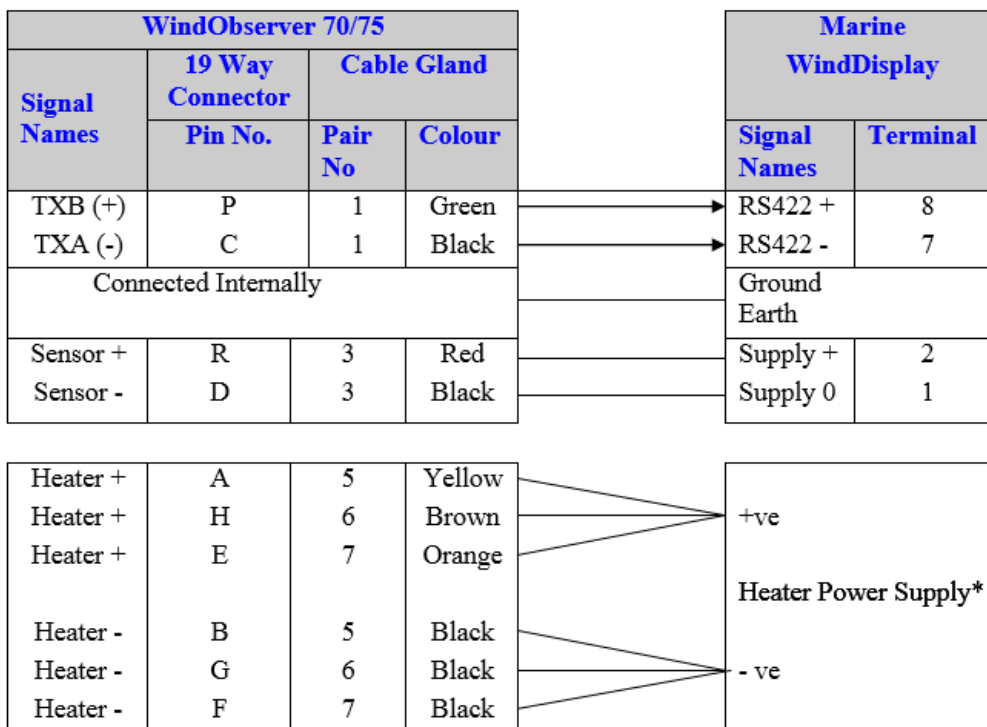 WindObserver 70/75
Marine
WindDisplay
Signal
Names
19 Way
Connector
Cable Gland
Pin No.
Pair
No
Colour
Signal
Names
Terminal
TXB (+) P 1 Green RS422 + 8
TXA (-) C 1 Black RS422 - 7
Connected Internally
Ground
Earth
Sensor + R 3 Red Supply + 2
Sensor - D 3 Black Supply 0 1
Heater + A 5 Yellow
Heater + H 6 Brown +ve
Heater + E 7 Orange
Heater Power Supply*
Heater - B 5 Black
Heater - G 6 Black - ve
Heater - F 7 Black